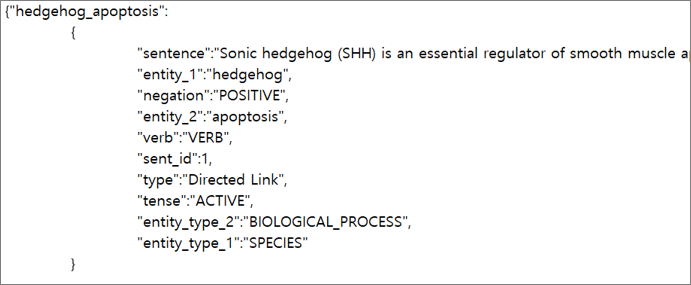 {"hedgehog_apoptosis":
{
"sentence":"Sonic hedgehog (SHH) is an essential regulator of smooth muscle
"entity_1":"hedgehog",
"negation":"POSITIVE",
"entity_2":"apoptosis",
"verb":"VERB",
"sent_id":1,
"type":"Directed Link",
"tense":"ACTIVE",
"entity_type_2":"BIOLOGICAL_PROCESS",
"entity_type_1":"SPECIES"
}